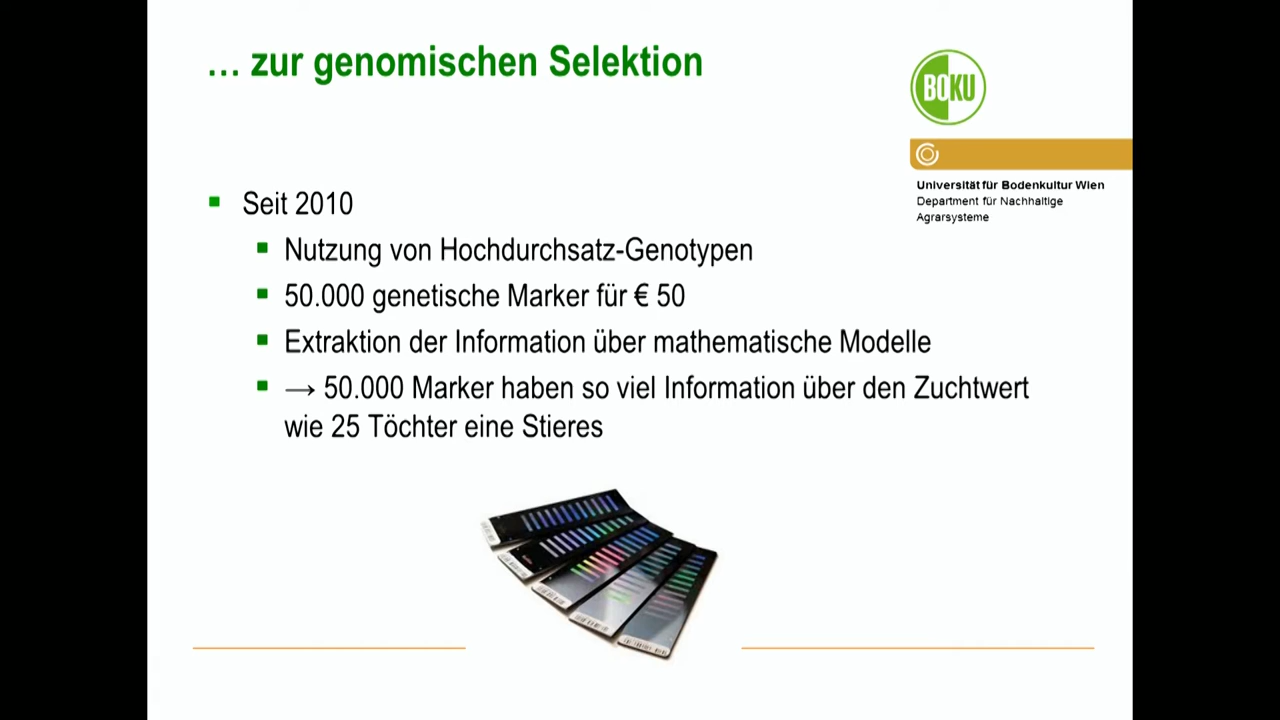 … zur genomischen Selektion
BOKU
Universität für Bodenkultur Wien
Department für Nachhaltige
Agrarsysteme
Seit 2010
Nutzung von Hochdurchsatz-Genotypen
50.000 genetische Marker für € 50
Extraktion der Information über mathematische Modelle
→ 50.000 Marker haben so viel Information über den Zuchtwert
wie 25 Töchter eine Stieres